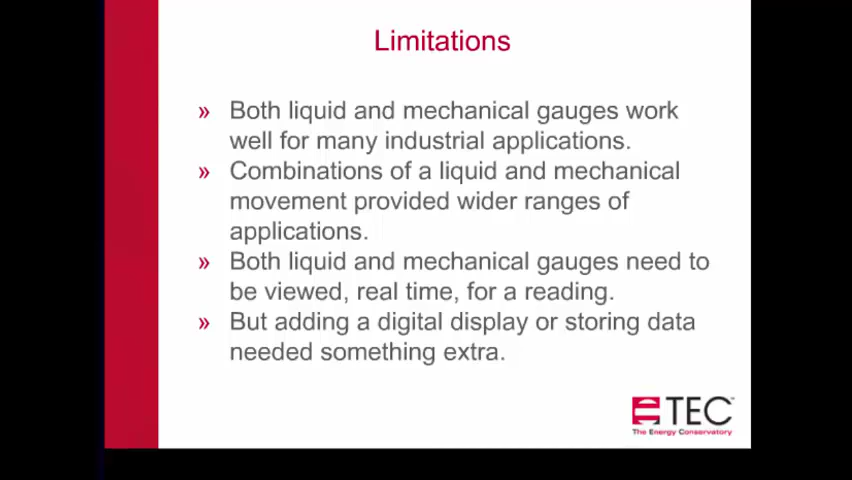 Limitations
» Both liquid and mechanical gauges work
well for many industrial applications.
» Combinations of a liquid and mechanical
movement provided wider ranges of
applications.
» Both liquid and mechanical gauges need to
be viewed, real time, for a reading.
» But adding a digital display or storing data
needed something extra.
TEC™
The Energy Conservatory